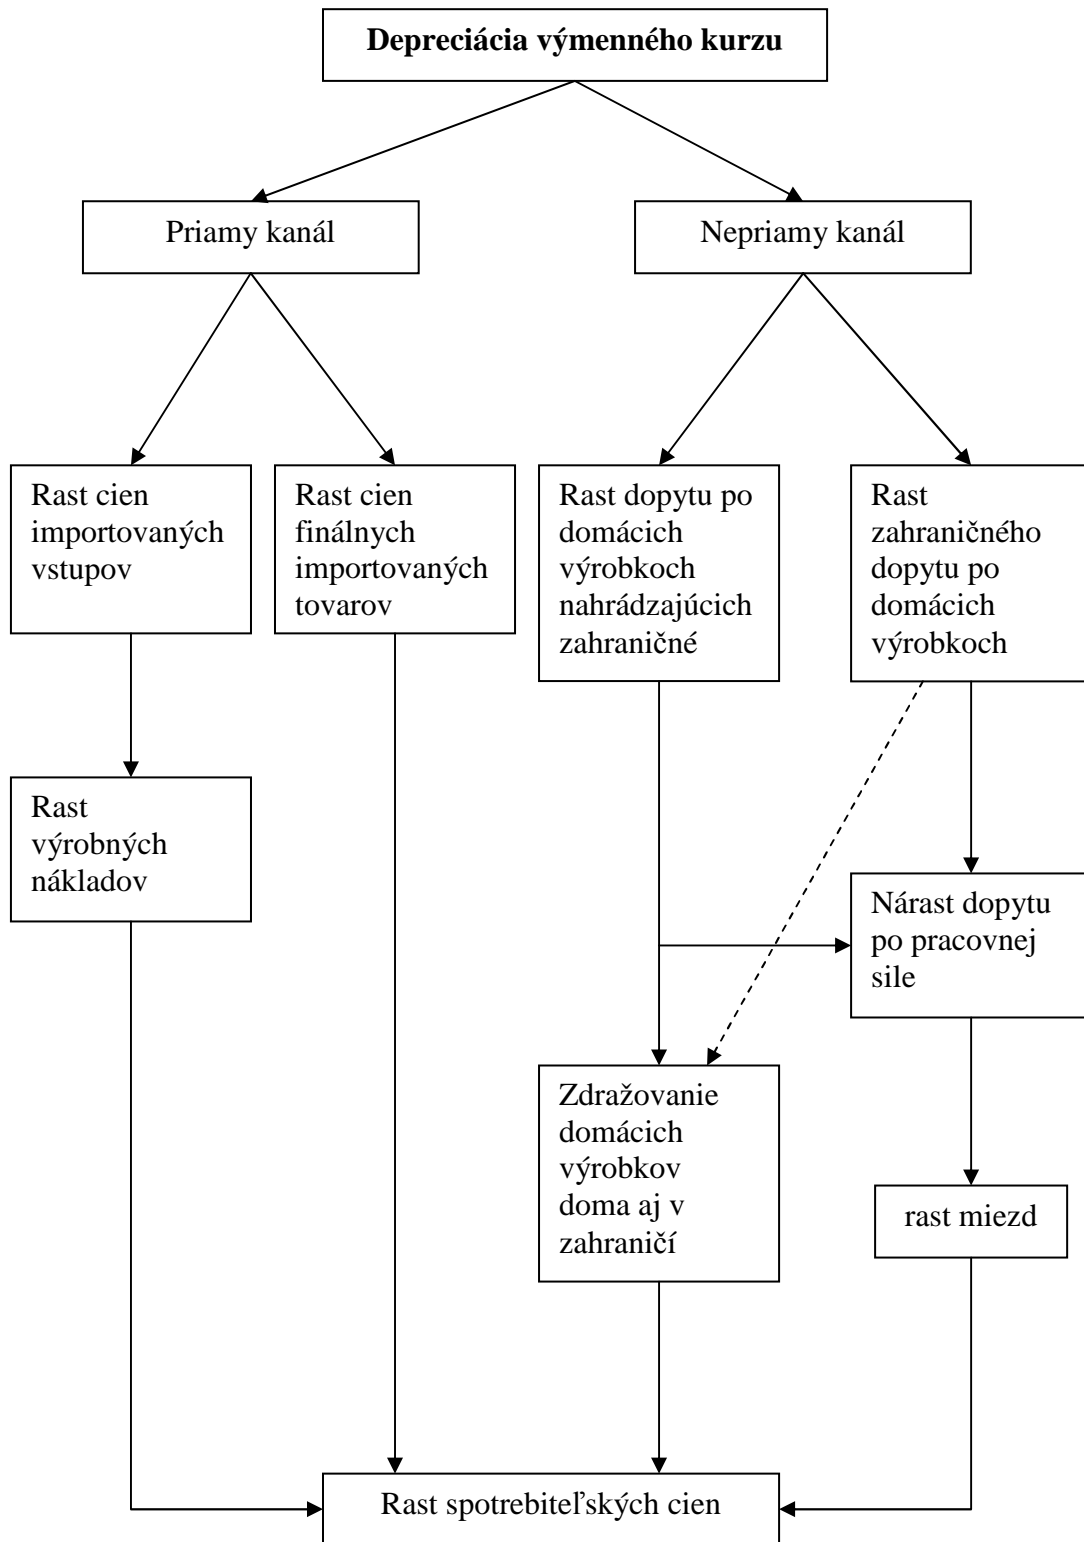 Depreciácia výmenného kurzu
Priamy kanál
Nepriamy kanál
Rast cien
importovaných
vstupov
Rast cien
finálnych
importovaných
tovarov
Rast dopytu po
domácich
výrobkoch
nahrádzajúcich
zahraničné
Rast
zahraničného
dopytu po
domácich
výrobkoch
Rast
výrobných
nákladov
Nárast dopytu
po pracovnej
sile
Zdražovanie
domácich
výrobkov
doma aj v
zahraničí
rast miezd
Rast spotrebiteľských cien